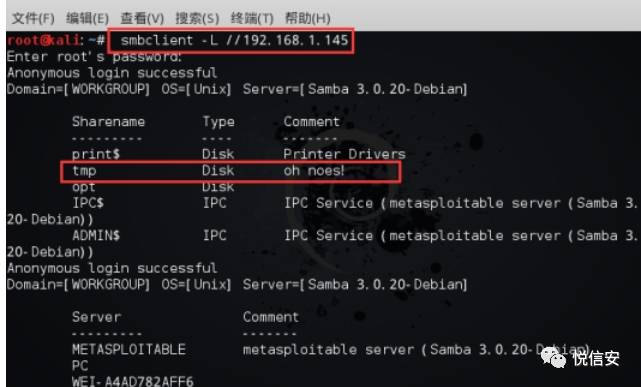 文件(F) 编辑(E) 查看(V) 搜索(S) 终端(T) 帮助(H)
root@kali:~# smbclient -L //192.168.1.145
Enter root's password:
Anonymous login successful
Domain=[WORKGROUP] OS=[Unix] Server=[Samba 3.0.20-Debian]
Sharename Type Comment
--------- ---- -------
print$ Disk Printer Drivers
tmp Disk oh noes!
opt Disk
IPC$ IPC IPC Service (metasploitable server (Samba 3.0.
20-Debian))
ADMIN$ IPC IPC Service (metasploitable server (Samba 3.0.
20-Debian))
Anonymous login successful
Domain=[WORKGROUP] OS=[Unix] Server=[Samba 3.0.20-Debian]
Server Comment
--------- -------
METASPLOITABLE metasploitable server (Samba 3.0.20-Debian)
PC
WEI-A4AD782AFF6
悦信安